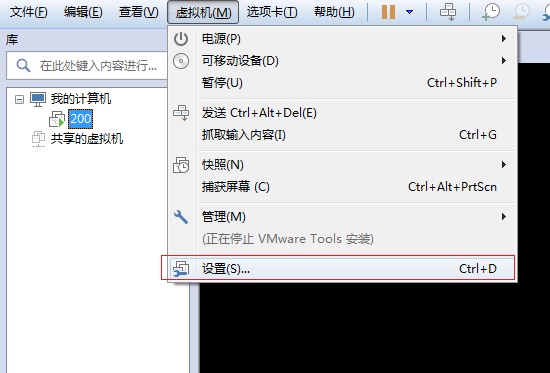 文件(F) 编辑(E) 查看(V) 虚拟机(M) 选项卡(T) 帮助(H)
库
在此处键入内容进行...
我的计算机
200
共享的虚拟机
电源(P)
可移动设备(D)
暂停(U) Ctrl+Shift+P
发送 Ctrl+Alt+Del(E)
抓取输入内容(I) Ctrl+G
快照(N)
捕获屏幕 (C) Ctrl+Alt+PrtScn
管理(M)
(正在停止 VMware Tools 安装)
设置(S)... Ctrl+D